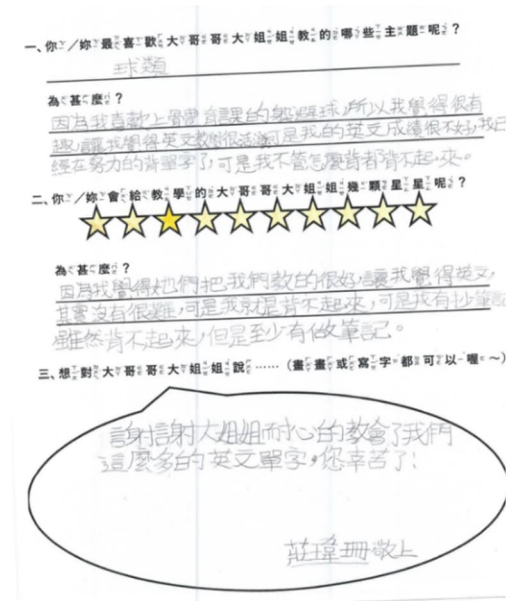 一、你／妳最喜歡大哥哥大姐姐教的哪些主題呢？
球類
為甚麼？
因為我喜歡上體育課的躲避球,所以我覺得很有
趣,讓我覺得英文很活潑可是我的英文成績很不好,我已
經在努力的背單字了,可是我不管怎麼背都背不起來。
二、你／妳會給教學的大哥哥大姐姐幾顆星星呢？
為甚麼？
因為我覺得她們把我們教的很好,讓我覺得英文,
其實沒有很難,可是我就是背不起來,可是我有抄筆記
雖然背不起來,但是至少有做筆記。
三、想對大哥哥大姐姐說……（畫畫或寫字都可以喔～）
謝謝大姐姐耐心的教會了我們
這麼多的英文單字,您辛苦了!
莊瑋珊敬上